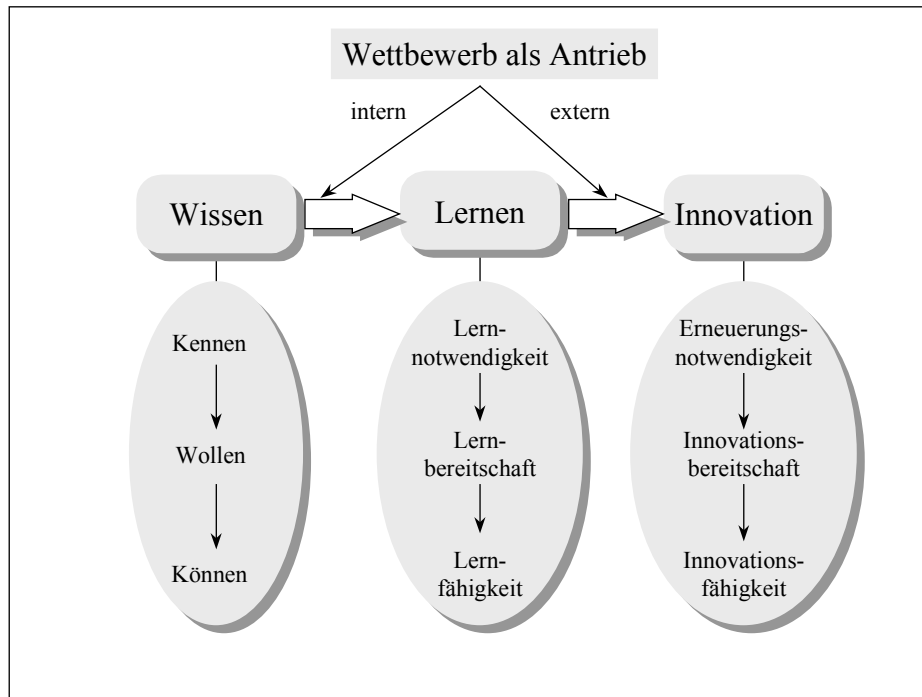 Wettbewerb als Antrieb
intern
extern
Wissen
Lernen
Innovation
Kennen
Wollen
Können
Lern-
notwendigkeit
Lern-
bereitschaft
Lern-
fähigkeit
Erneuerungs-
notwendigkeit
Innovations-
bereitschaft
Innovations-
fähigkeit